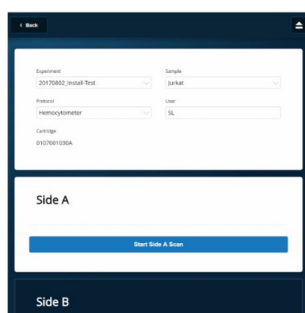 ‹ Back
Experiment
Sample
20170802_Install-Test
Jurkat
Protocol
User
Hemocytometer
SL
Cartridge
0107001030A
Side A
Start Side A Scan
Side B